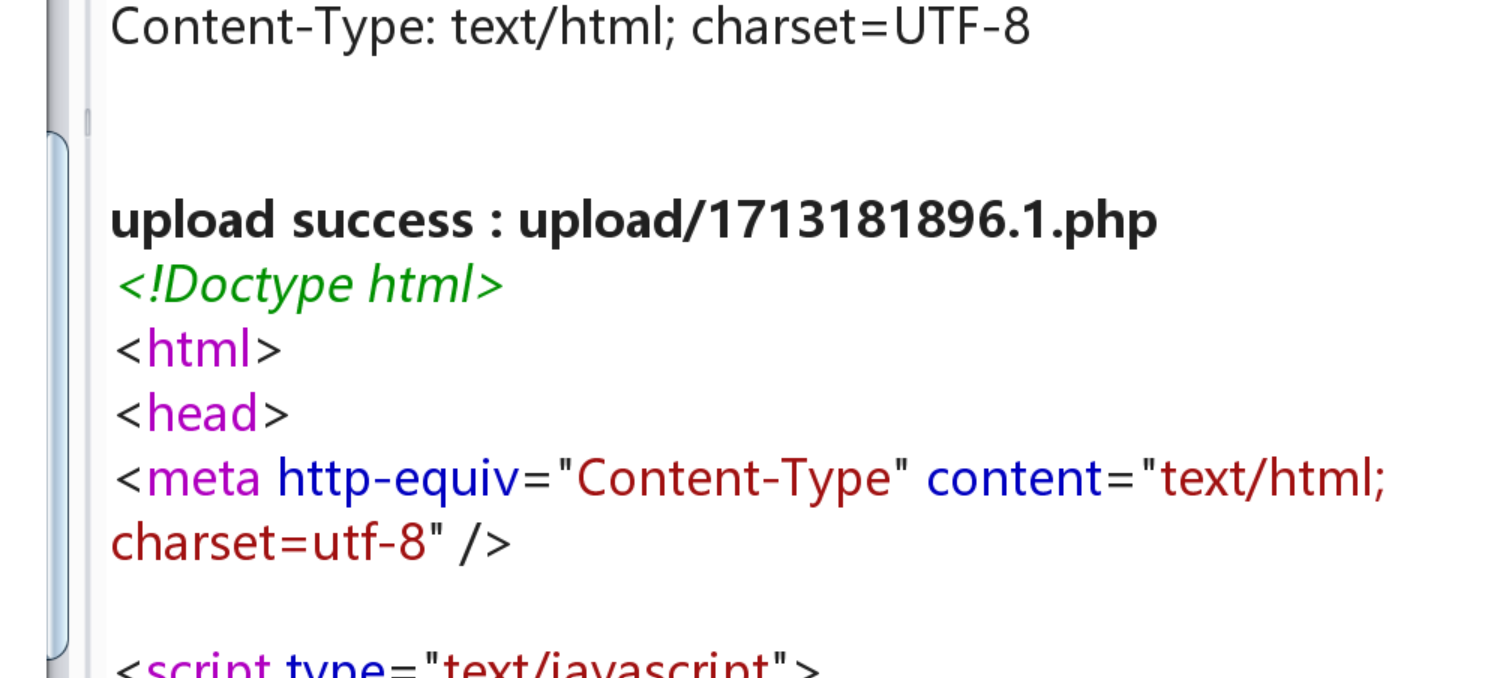 Content-Type: text/html; charset=UTF-8
upload success : upload/1713181896.1.php
<!Doctype html>
<html>
<head>
<meta http-equiv="Content-Type" content="text/html;
charset=utf-8" />
<script type="text/javascript">